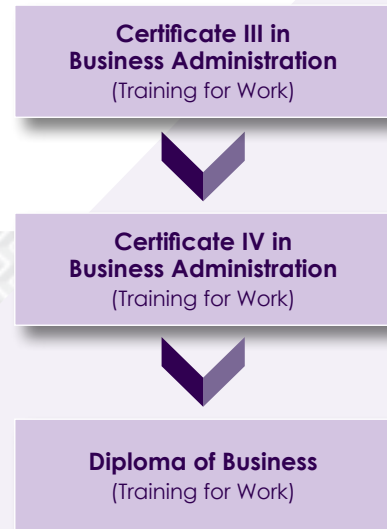 Certificate III in
Business Administration
(Training for Work)
Certificate IV in
Business Administration
(Training for Work)
Diploma of Business
(Training for Work)